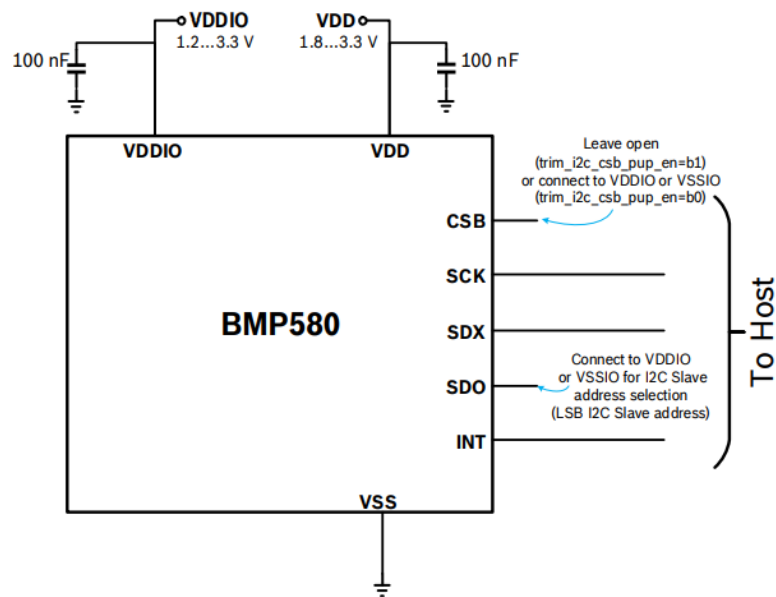 VDDIO
1.2...3.3 V
VDD
1.8...3.3 V
100 nF
100 nF
VDDIO
VDD
Leave open
(trim_i2c_csb_pup_en=b1)
or connect to VDDIO or VSSIO
(trim_i2c_csb_pup_en=b0)
CSB
SCK
BMP580
SDX
Connect to VDDIO
or VSSIO for I2C Slave
address selection
(LSB I2C Slave address)
SDO
INT
To Host
VSS